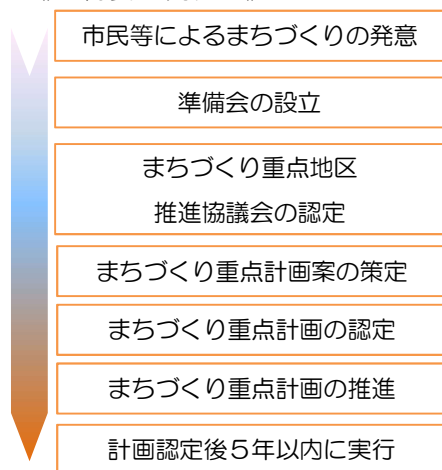 市民等によるまちづくりの発意
準備会の設立
まちづくり重点地区
推進協議会の認定
まちづくり重点計画案の策定
まちづくり重点計画の認定
まちづくり重点計画の推進
計画認定後５年以内に実行